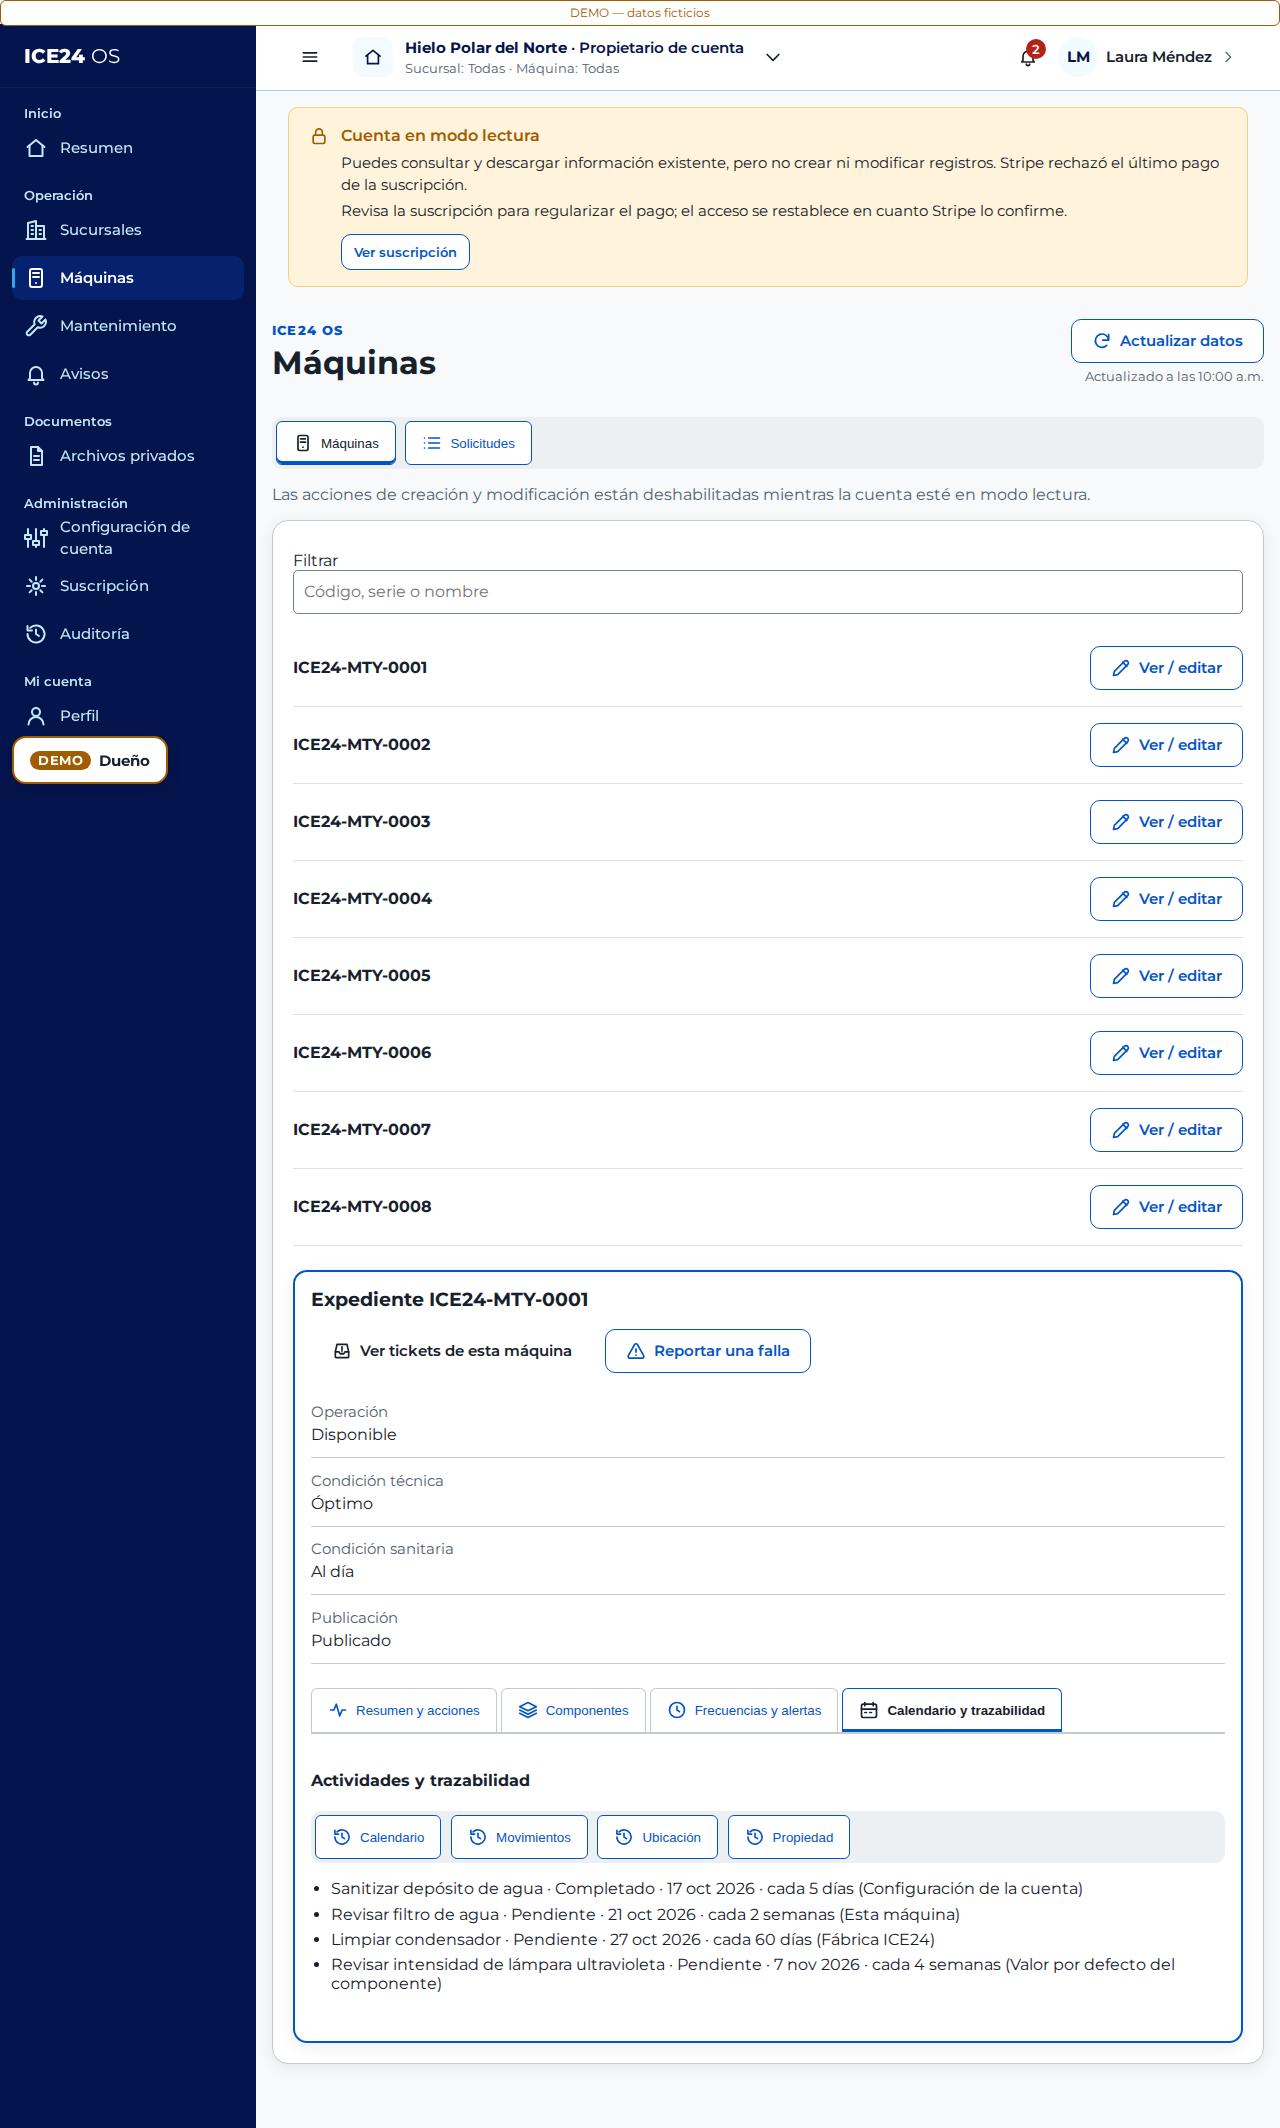 DEMO — datos ficticios
ICE24 OS
Inicio
Resumen
Operación
Sucursales
Máquinas
Mantenimiento
Avisos
Documentos
Archivos privados
Administración
Configuración de
cuenta
Suscripción
Auditoría
Mi cuenta
Perfil
DEMO Dueño
Hielo Polar del Norte · Propietario de cuenta
Sucursal: Todas · Máquina: Todas
2
LM Laura Méndez
Cuenta en modo lectura
Puedes consultar y descargar información existente, pero no crear ni modificar registros. Stripe rechazó el último pago
de la suscripción.
Revisa la suscripción para regularizar el pago; el acceso se restablece en cuanto Stripe lo confirme.
Ver suscripción
ICE24 OS
Máquinas
Actualizar datos
Actualizado a las 10:00 a.m.
Máquinas
Solicitudes
Las acciones de creación y modificación están deshabilitadas mientras la cuenta esté en modo lectura.
Filtrar
Código, serie o nombre
ICE24-MTY-0001 Ver / editar
ICE24-MTY-0002 Ver / editar
ICE24-MTY-0003 Ver / editar
ICE24-MTY-0004 Ver / editar
ICE24-MTY-0005 Ver / editar
ICE24-MTY-0006 Ver / editar
ICE24-MTY-0007 Ver / editar
ICE24-MTY-0008 Ver / editar
Expediente ICE24-MTY-0001
Ver tickets de esta máquina
Reportar una falla
Operación
Disponible
Condición técnica
Óptimo
Condición sanitaria
Al día
Publicación
Publicado
Resumen y acciones
Componentes
Frecuencias y alertas
Calendario y trazabilidad
Actividades y trazabilidad
Calendario
Movimientos
Ubicación
Propiedad
• Sanitizar depósito de agua · Completado · 17 oct 2026 · cada 5 días (Configuración de la cuenta)
• Revisar filtro de agua · Pendiente · 21 oct 2026 · cada 2 semanas (Esta máquina)
• Limpiar condensador · Pendiente · 27 oct 2026 · cada 60 días (Fábrica ICE24)
• Revisar intensidad de lámpara ultravioleta · Pendiente · 7 nov 2026 · cada 4 semanas (Valor por defecto del
componente)